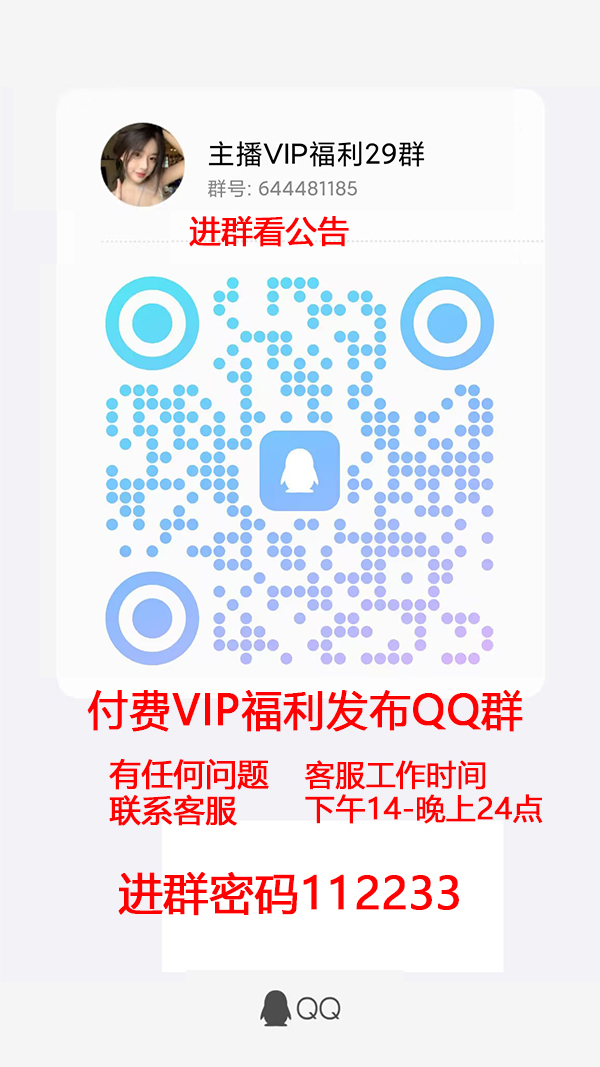 主播VIP福利29群
群号: 644481185
进群看公告
付费VIP福利发布QQ群
有任何问题
联系客服
客服工作时间
下午14-晚上24点
进群密码112233
QQ